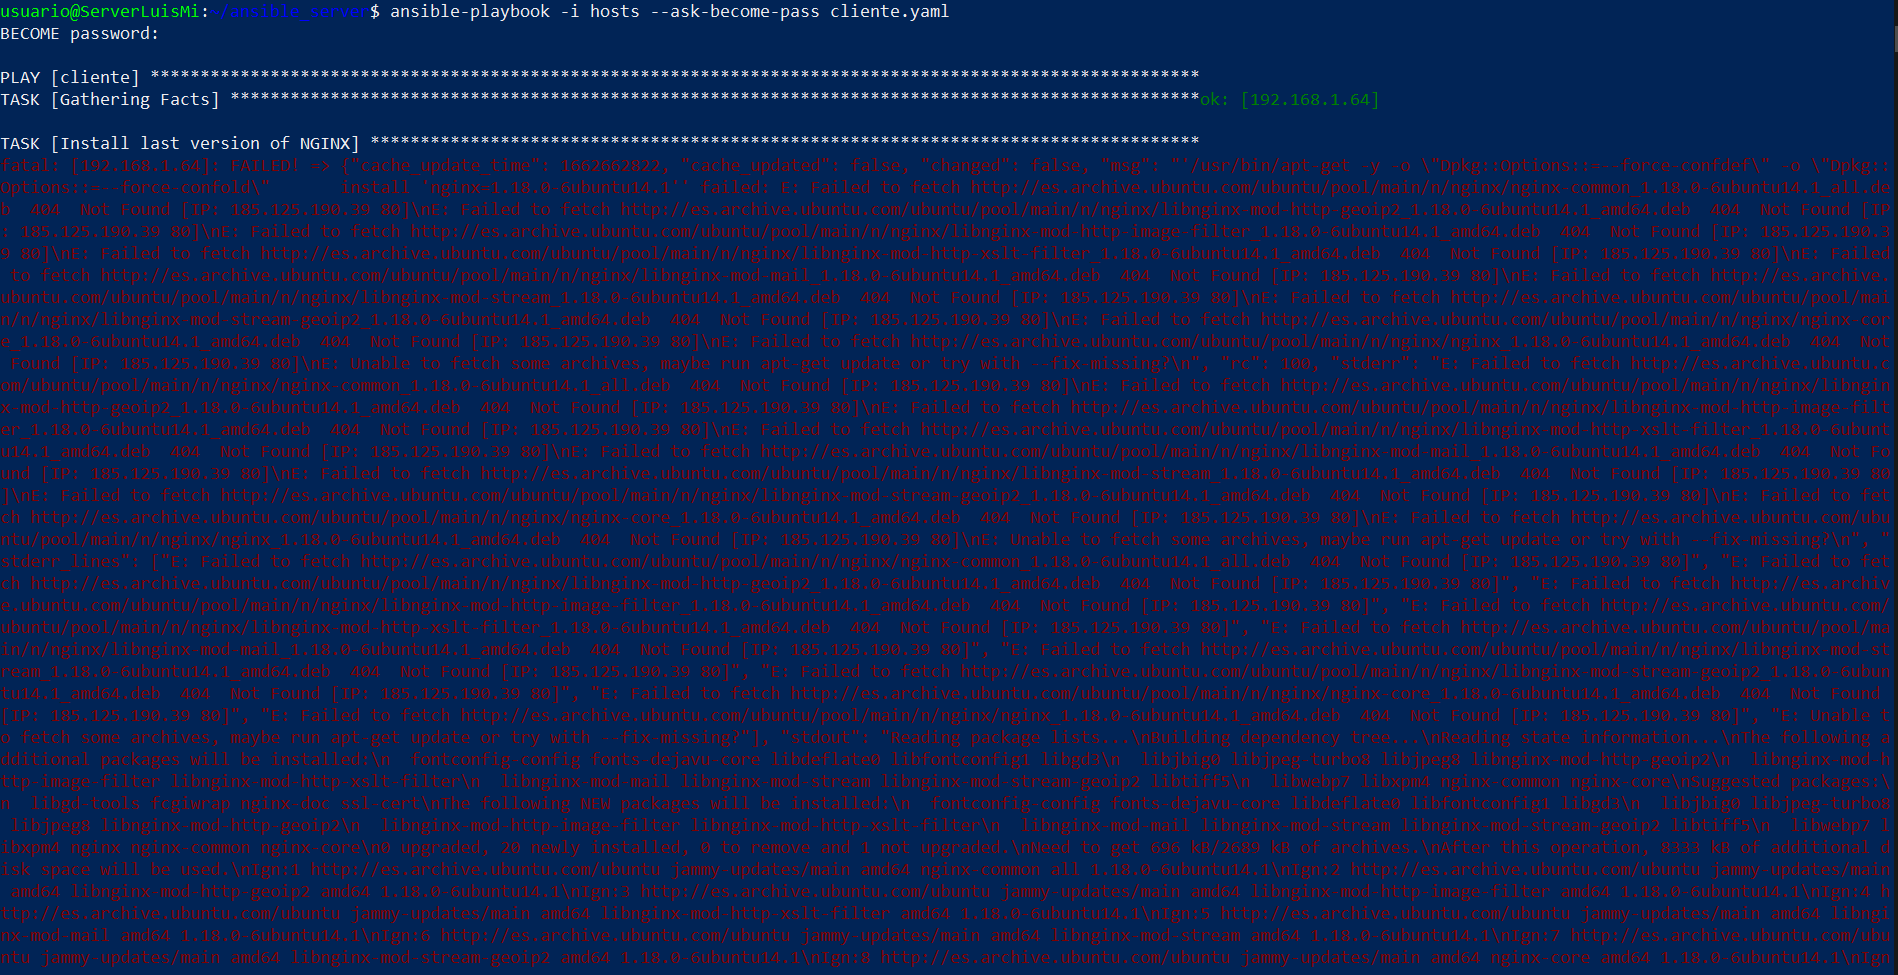 usuario@ServerLuisMi:~/ansible_server$ ansible-playbook -i hosts --ask-become-pass cliente.yaml
BECOME password:
PLAY [cliente] *********************************************************************************************************
TASK [Gathering Facts] *************************************************************************************************ok: [192.168.1.64]
TASK [Install last version of NGINX] ***********************************************************************************
fatal: [192.168.1.64]: FAILED! => {"cache_update_time": 1662662822, "cache_updated": false, "changed": false, "msg": "'/usr/bin/apt-get -y -o \"Dpkg::Options::=--force-confdef\" -o \"Dpkg::
Options::=--force-confold\"       install 'nginx=1.18.0-6ubuntu14.1'' failed: E: Failed to fetch http://es.archive.ubuntu.com/ubuntu/pool/main/n/nginx/nginx-common_1.18.0-6ubuntu14.1_all.de
b  404  Not Found [IP: 185.125.190.39 80]\nE: Failed to fetch http://es.archive.ubuntu.com/ubuntu/pool/main/n/nginx/libnginx-mod-http-geoip2_1.18.0-6ubuntu14.1_amd64.deb  404  Not Found [IP
: 185.125.190.39 80]\nE: Failed to fetch http://es.archive.ubuntu.com/ubuntu/pool/main/n/nginx/libnginx-mod-http-image-filter_1.18.0-6ubuntu14.1_amd64.deb  404  Not Found [IP: 185.125.190.3
9 80]\nE: Failed to fetch http://es.archive.ubuntu.com/ubuntu/pool/main/n/nginx/libnginx-mod-http-xslt-filter_1.18.0-6ubuntu14.1_amd64.deb  404  Not Found [IP: 185.125.190.39 80]\nE: Failed
 to fetch http://es.archive.ubuntu.com/ubuntu/pool/main/n/nginx/libnginx-mod-mail_1.18.0-6ubuntu14.1_amd64.deb  404  Not Found [IP: 185.125.190.39 80]\nE: Failed to fetch http://es.archive.
ubuntu.com/ubuntu/pool/main/n/nginx/libnginx-mod-stream_1.18.0-6ubuntu14.1_amd64.deb  404  Not Found [IP: 185.125.190.39 80]\nE: Failed to fetch http://es.archive.ubuntu.com/ubuntu/pool/mai
n/n/nginx/libnginx-mod-stream-geoip2_1.18.0-6ubuntu14.1_amd64.deb  404  Not Found [IP: 185.125.190.39 80]\nE: Failed to fetch http://es.archive.ubuntu.com/ubuntu/pool/main/n/nginx/nginx-cor
e_1.18.0-6ubuntu14.1_amd64.deb  404  Not Found [IP: 185.125.190.39 80]\nE: Failed to fetch http://es.archive.ubuntu.com/ubuntu/pool/main/n/nginx/nginx_1.18.0-6ubuntu14.1_amd64.deb  404  Not
 Found [IP: 185.125.190.39 80]\nE: Unable to fetch some archives, maybe run apt-get update or try with --fix-missing?\n", "rc": 100, "stderr": "E: Failed to fetch http://es.archive.ubuntu.c
om/ubuntu/pool/main/n/nginx/nginx-common_1.18.0-6ubuntu14.1_all.deb  404  Not Found [IP: 185.125.190.39 80]\nE: Failed to fetch http://es.archive.ubuntu.com/ubuntu/pool/main/n/nginx/libngin
x-mod-http-geoip2_1.18.0-6ubuntu14.1_amd64.deb  404  Not Found [IP: 185.125.190.39 80]\nE: Failed to fetch http://es.archive.ubuntu.com/ubuntu/pool/main/n/nginx/libnginx-mod-http-image-filt
er_1.18.0-6ubuntu14.1_amd64.deb  404  Not Found [IP: 185.125.190.39 80]\nE: Failed to fetch http://es.archive.ubuntu.com/ubuntu/pool/main/n/nginx/libnginx-mod-http-xslt-filter_1.18.0-6ubunt
u14.1_amd64.deb  404  Not Found [IP: 185.125.190.39 80]\nE: Failed to fetch http://es.archive.ubuntu.com/ubuntu/pool/main/n/nginx/libnginx-mod-mail_1.18.0-6ubuntu14.1_amd64.deb  404  Not Fo
und [IP: 185.125.190.39 80]\nE: Failed to fetch http://es.archive.ubuntu.com/ubuntu/pool/main/n/nginx/libnginx-mod-stream_1.18.0-6ubuntu14.1_amd64.deb  404  Not Found [IP: 185.125.190.39 80
]\nE: Failed to fetch http://es.archive.ubuntu.com/ubuntu/pool/main/n/nginx/libnginx-mod-stream-geoip2_1.18.0-6ubuntu14.1_amd64.deb  404  Not Found [IP: 185.125.190.39 80]\nE: Failed to fet
ch http://es.archive.ubuntu.com/ubuntu/pool/main/n/nginx/nginx-core_1.18.0-6ubuntu14.1_amd64.deb  404  Not Found [IP: 185.125.190.39 80]\nE: Failed to fetch http://es.archive.ubuntu.com/ubu
ntu/pool/main/n/nginx/nginx_1.18.0-6ubuntu14.1_amd64.deb  404  Not Found [IP: 185.125.190.39 80]\nE: Unable to fetch some archives, maybe run apt-get update or try with --fix-missing?\n", "
stderr_lines": ["E: Failed to fetch http://es.archive.ubuntu.com/ubuntu/pool/main/n/nginx/nginx-common_1.18.0-6ubuntu14.1_all.deb  404  Not Found [IP: 185.125.190.39 80]", "E: Failed to fet
ch http://es.archive.ubuntu.com/ubuntu/pool/main/n/nginx/libnginx-mod-http-geoip2_1.18.0-6ubuntu14.1_amd64.deb  404  Not Found [IP: 185.125.190.39 80]", "E: Failed to fetch http://es.archiv
e.ubuntu.com/ubuntu/pool/main/n/nginx/libnginx-mod-http-image-filter_1.18.0-6ubuntu14.1_amd64.deb  404  Not Found [IP: 185.125.190.39 80]", "E: Failed to fetch http://es.archive.ubuntu.com/
ubuntu/pool/main/n/nginx/libnginx-mod-http-xslt-filter_1.18.0-6ubuntu14.1_amd64.deb  404  Not Found [IP: 185.125.190.39 80]", "E: Failed to fetch http://es.archive.ubuntu.com/ubuntu/pool/ma
in/n/nginx/libnginx-mod-mail_1.18.0-6ubuntu14.1_amd64.deb  404  Not Found [IP: 185.125.190.39 80]", "E: Failed to fetch http://es.archive.ubuntu.com/ubuntu/pool/main/n/nginx/libnginx-mod-st
ream_1.18.0-6ubuntu14.1_amd64.deb  404  Not Found [IP: 185.125.190.39 80]", "E: Failed to fetch http://es.archive.ubuntu.com/ubuntu/pool/main/n/nginx/libnginx-mod-stream-geoip2_1.18.0-6ubun
tu14.1_amd64.deb  404  Not Found [IP: 185.125.190.39 80]", "E: Failed to fetch http://es.archive.ubuntu.com/ubuntu/pool/main/n/nginx/nginx-core_1.18.0-6ubuntu14.1_amd64.deb  404  Not Found 
[IP: 185.125.190.39 80]", "E: Failed to fetch http://es.archive.ubuntu.com/ubuntu/pool/main/n/nginx/nginx_1.18.0-6ubuntu14.1_amd64.deb  404  Not Found [IP: 185.125.190.39 80]", "E: Unable t
o fetch some archives, maybe run apt-get update or try with --fix-missing?"], "stdout": "Reading package lists...\nBuilding dependency tree...\nReading state information...\nThe following a
dditional packages will be installed:\n  fontconfig-config fonts-dejavu-core libdeflate0 libfontconfig1 libgd3\n  libjbig0 libjpeg-turbo8 libjpeg8 libnginx-mod-http-geoip2\n  libnginx-mod-h
ttp-image-filter libnginx-mod-http-xslt-filter\n  libnginx-mod-mail libnginx-mod-stream libnginx-mod-stream-geoip2 libtiff5\n  libwebp7 libxpm4 nginx-common nginx-core\nSuggested packages:\
n  libgd-tools fcgiwrap nginx-doc ssl-cert\nThe following NEW packages will be installed:\n  fontconfig-config fonts-dejavu-core libdeflate0 libfontconfig1 libgd3\n  libjbig0 libjpeg-turbo8
 libjpeg8 libnginx-mod-http-geoip2\n  libnginx-mod-http-image-filter libnginx-mod-http-xslt-filter\n  libnginx-mod-mail libnginx-mod-stream libnginx-mod-stream-geoip2 libtiff5\n  libwebp7 l
ibxpm4 nginx nginx-common nginx-core\n0 upgraded, 20 newly installed, 0 to remove and 1 not upgraded.\nNeed to get 696 kB/2689 kB of archives.\nAfter this operation, 8333 kB of additional d
isk space will be used.\nIgn:1 http://es.archive.ubuntu.com/ubuntu jammy-updates/main amd64 nginx-common all 1.18.0-6ubuntu14.1\nIgn:2 http://es.archive.ubuntu.com/ubuntu jammy-updates/main
 amd64 libnginx-mod-http-geoip2 amd64 1.18.0-6ubuntu14.1\nIgn:3 http://es.archive.ubuntu.com/ubuntu jammy-updates/main amd64 libnginx-mod-http-image-filter amd64 1.18.0-6ubuntu14.1\nIgn:4 h
ttp://es.archive.ubuntu.com/ubuntu jammy-updates/main amd64 libnginx-mod-http-xslt-filter amd64 1.18.0-6ubuntu14.1\nIgn:5 http://es.archive.ubuntu.com/ubuntu jammy-updates/main amd64 libngi
nx-mod-mail amd64 1.18.0-6ubuntu14.1\nIgn:6 http://es.archive.ubuntu.com/ubuntu jammy-updates/main amd64 libnginx-mod-stream amd64 1.18.0-6ubuntu14.1\nIgn:7 http://es.archive.ubuntu.com/ubu
ntu jammy-updates/main amd64 libnginx-mod-stream-geoip2 amd64 1.18.0-6ubuntu14.1\nIgn:8 http://es.archive.ubuntu.com/ubuntu jammy-updates/main amd64 nginx-core amd64 1.18.0-6ubuntu14.1\nIgn